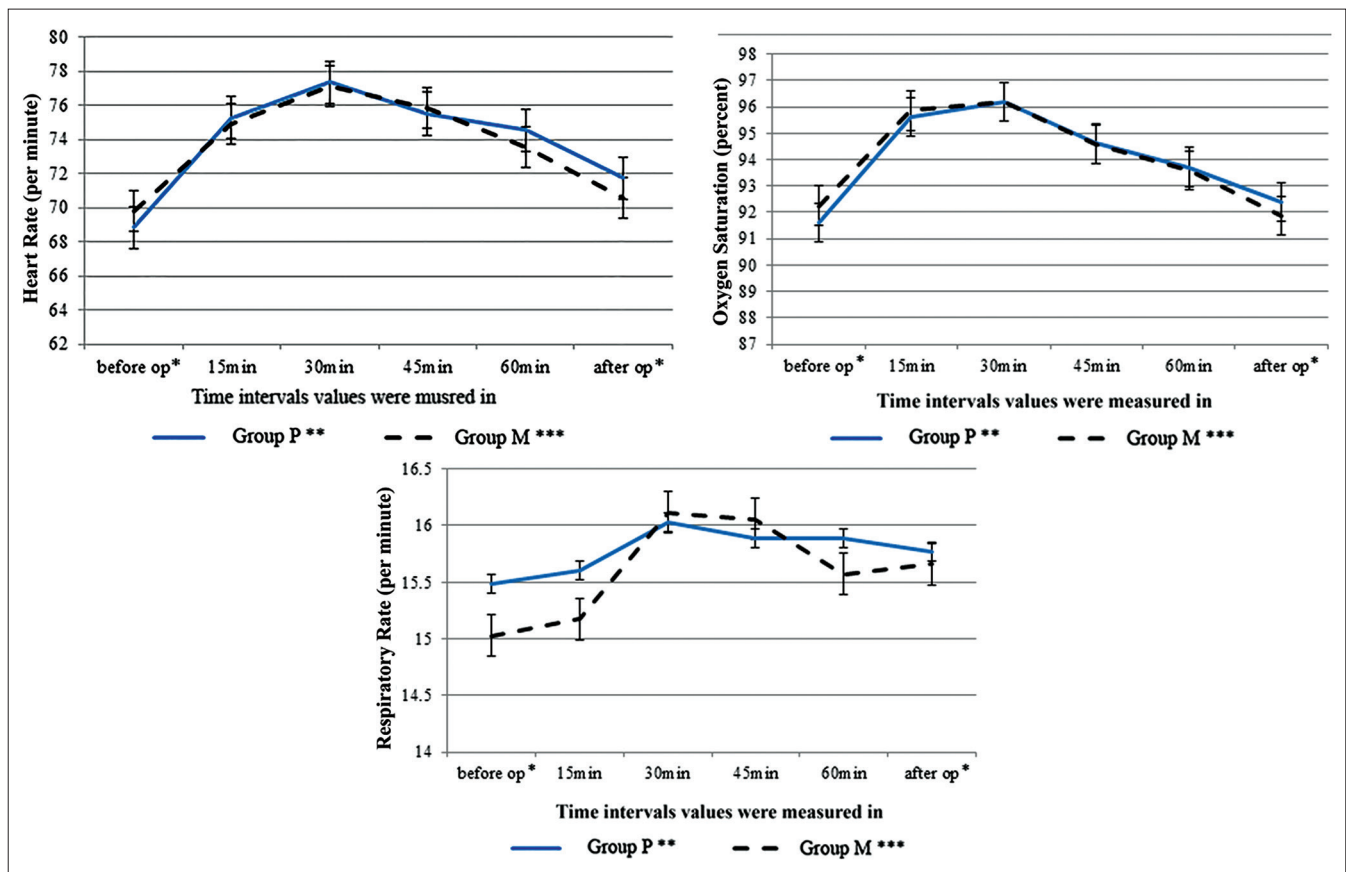 Heart Rate (per minute)
80
78
76
74
72
70
68
66
64
62
before op* 15min 30min 45min 60min after op*
Time intervals values were musred in
Group P ** Group M ***
Oxygen Saturation (percent)
98
97
96
95
94
93
92
91
90
89
88
87
before op* 15min 30min 45min 60min after op*
Time intervals values were measured in
Group P ** Group M ***
Respiratory Rate (per minute)
16.5
16
15.5
15
14.5
14
before op* 15min 30min 45min 60min after op*
Time intervals values were measured in
Group P ** Group M ***